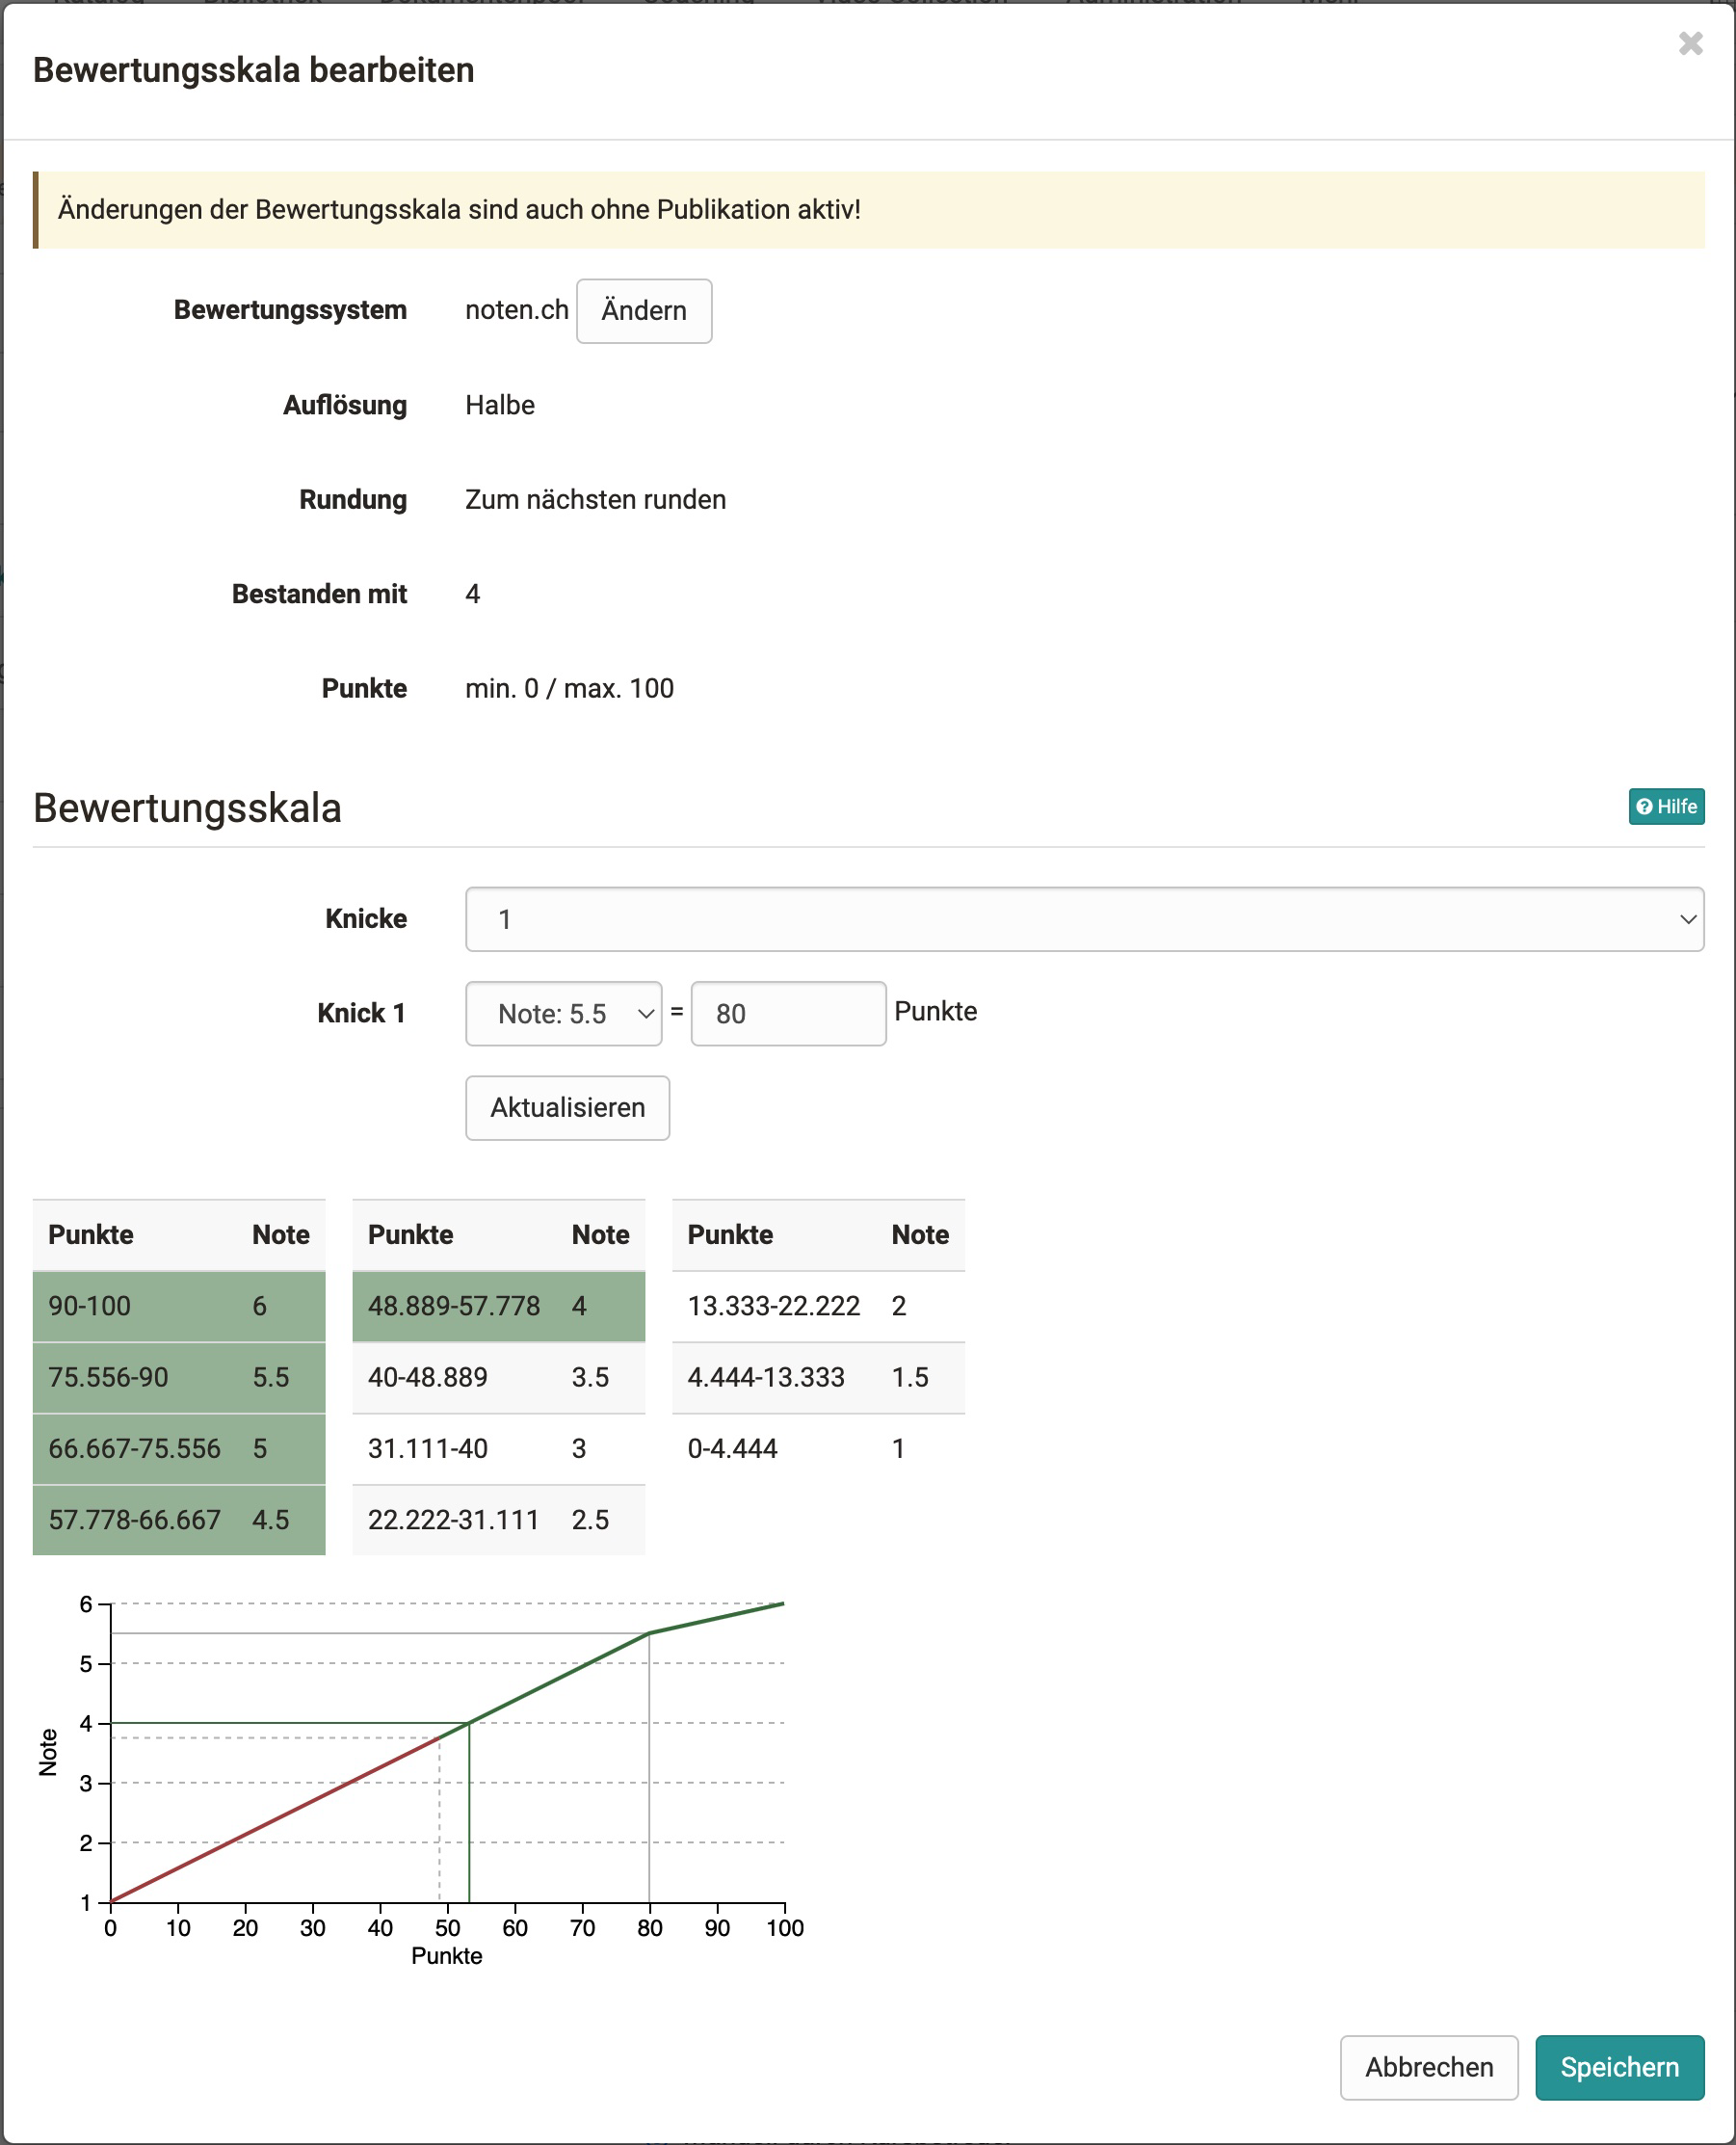 Bewertungsskala bearbeiten
Änderungen der Bewertungsskala sind auch ohne Publikation aktiv!
Bewertungssystem noten.ch Ändern
Auflösung Halbe
Rundung Zum nächsten runden
Bestanden mit 4
Punkte min. 0 / max. 100
Bewertungsskala Hilfe
Knicke 1
Knick 1 Note: 5.5 = 80 Punkte
Aktualisieren
Punkte Note Punkte Note Punkte Note
90-100 6 48.889-57.778 4 13.333-22.222 2
75.556-90 5.5 40-48.889 3.5 4.444-13.333 1.5
66.667-75.556 5 31.111-40 3 0-4.444 1
57.778-66.667 4.5 22.222-31.111 2.5
6
5
4
Note
3
2
1
0 10 20 30 40 50 60 70 80 90 100
Punkte
Abbrechen Speichern